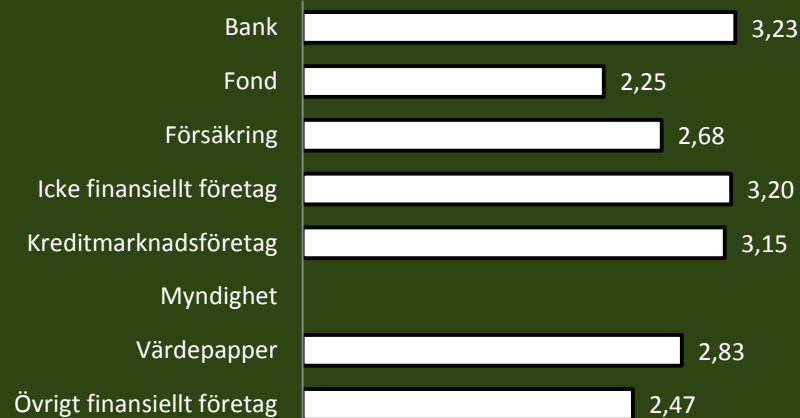 Bank 3,23
Fond 2,25
Försäkring 2,68
Icke finansiellt företag 3,20
Kreditmarknadsföretag 3,15
Myndighet
Värdepapper 2,83
Övrigt finansiellt företag 2,47